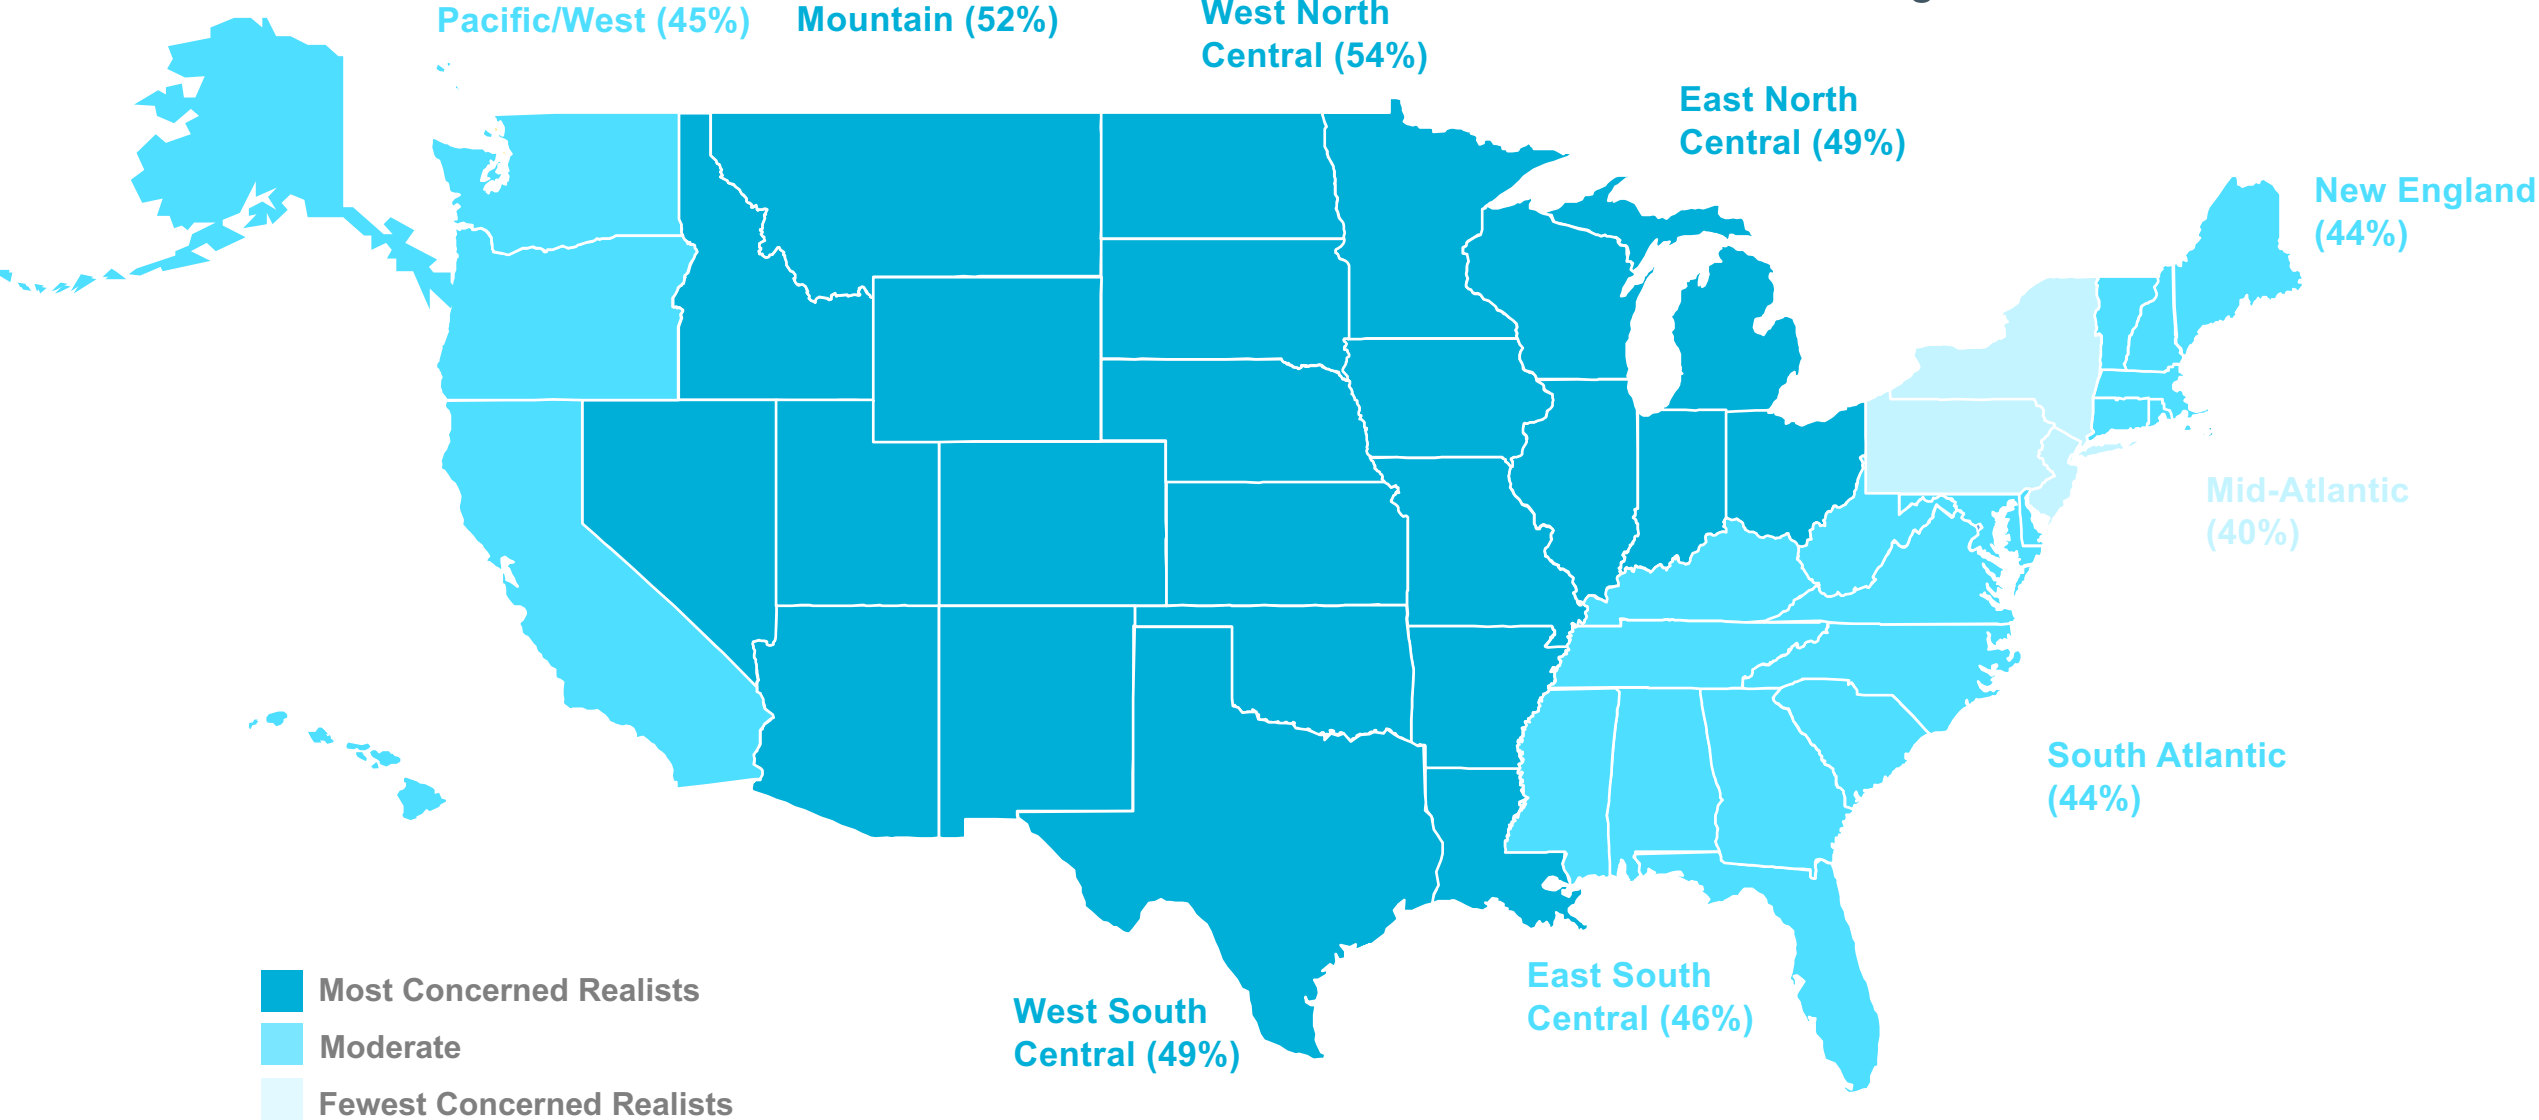 Pacific/West (45%)
Mountain (52%)
West North
Central (54%)
East North
Central (49%)
New England
(44%)
Mid-Atlantic
(40%)
South Atlantic
(44%)
East South
Central (46%)
West South
Central (49%)
Most Concerned Realists
Moderate
Fewest Concerned Realists